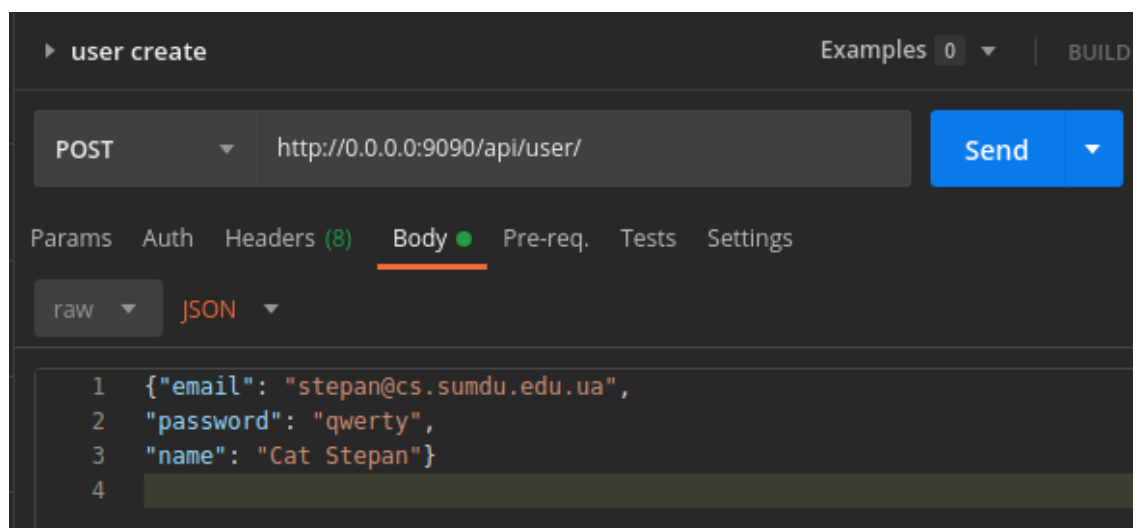 user create Examples 0 BUILD
POST http://0.0.0.0:9090/api/user/ Send
Params Auth Headers (8) Body Pre-req. Tests Settings
raw JSON
1 {"email": "stepan@cs.sumdu.edu.ua",
2 "password": "qwerty",
3 "name": "Cat Stepan"}
4